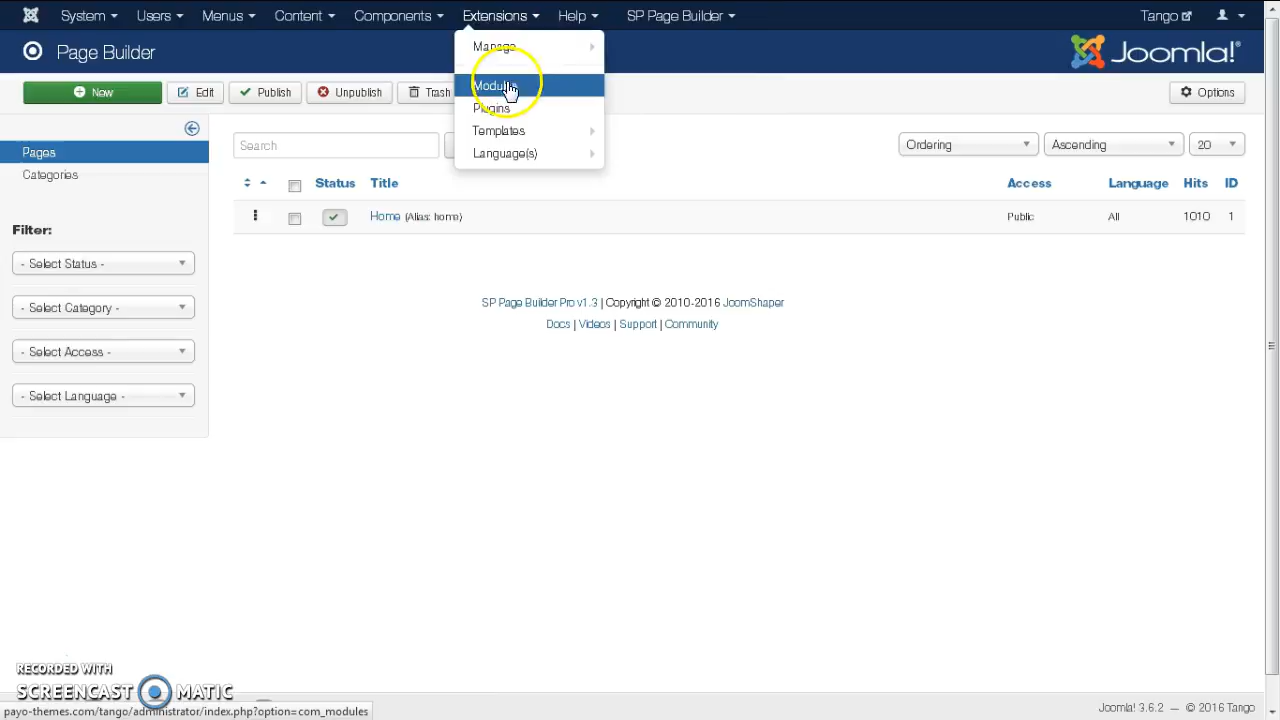 System Users Menus Content Components Extensions Help SP Page Builder Tango
Page Builder Joomla!®
New Edit Publish Unpublish Trash Options
Manage
Modules
Plugins
Templates
Language(s)
Pages
Categories
Search Ordering Ascending 20
Status Title Access Language Hits ID
Home (Alias: home) Public All 1010 1
Filter:
- Select Status -
- Select Category -
- Select Access -
- Select Language -
SP Page Builder Pro v1.3 | Copyright © 2010-2016 JoomShaper
Docs | Videos | Support | Community
RECORDED WITH
SCREENCAST MATIC
payo-themes.com/tango/administrator/index.php?option=com_modules
Joomla! 3.6.2 — © 2016 Tango